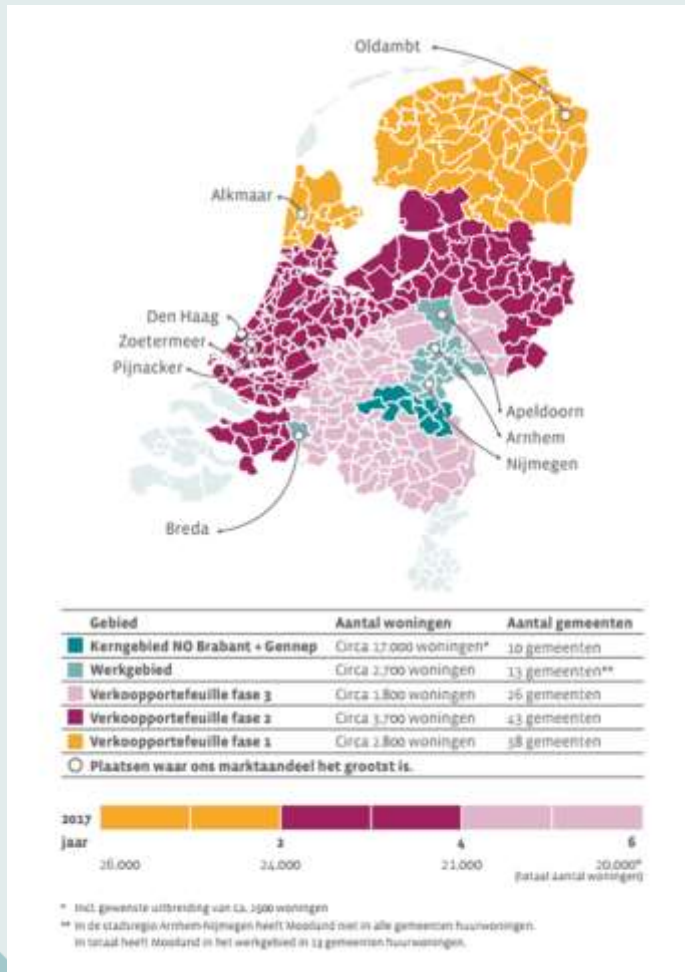 Oldambt
Alkmaar
Den Haag
Zoetermeer
Pijnacker
Apeldoorn
Arnhem
Nijmegen
Breda
Gebied Aantal woningen Aantal gemeenten
Kerngebied NO Brabant + Gennep Circa 17.000 woningen* 10 gemeenten
Werkgebied Circa 2.700 woningen 13 gemeenten**
Verkoopportefeuille fase 3 Circa 1.800 woningen 26 gemeenten
Verkoopportefeuille fase 2 Circa 3.700 woningen 43 gemeenten
Verkoopportefeuille fase 1 Circa 2.800 woningen 38 gemeenten
Plaatsen waar ons marktaandeel het grootst is.
2017
jaar 2 4 6
26.000 24.000 21.000 20.000*
(totaal aantal woningen)
* Incl. gewenste uitbreiding van ca. 2500 woningen
** In de stadsregio Arnhem-Nijmegen heeft Mooiland niet in alle gemeenten huurwoningen.
In totaal heeft Mooiland in het werkgebied in 13 gemeenten huurwoningen.